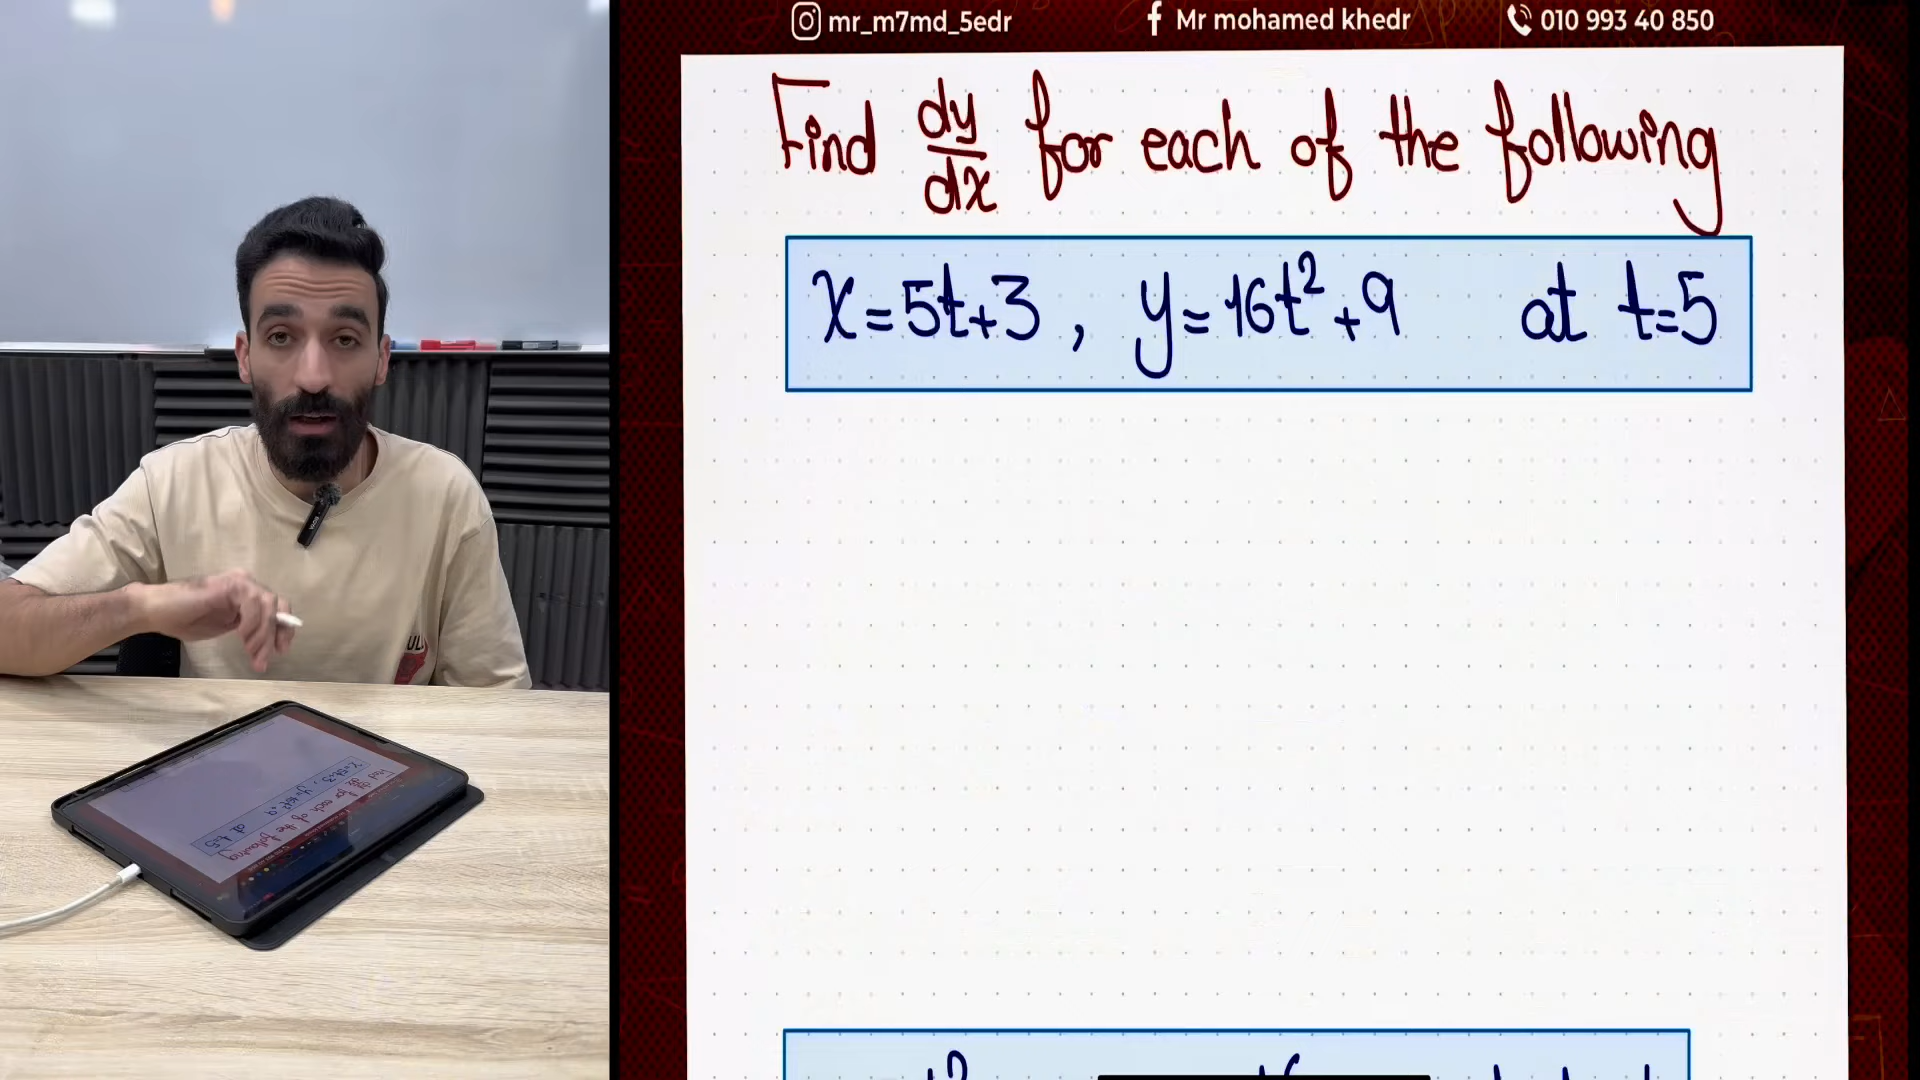 mr_m7md_5edr
Mr mohamed khedr
010 993 40 850
Find dy/dx for each of the following
x=5t+3 , y=16t²+9 at t=5